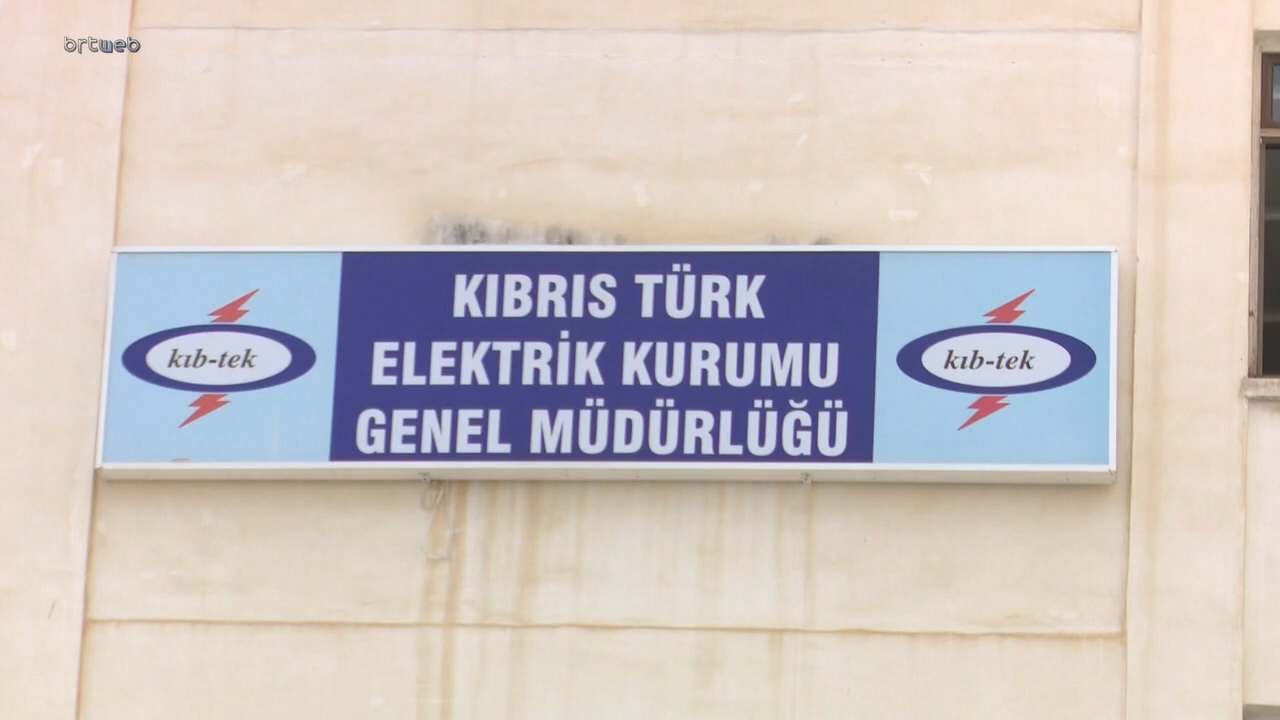 brtweb
KIBRIS TÜRK
kıb-tek ELEKTRİK KURUMU kıb-tek
GENEL MÜDÜRLÜĞÜ